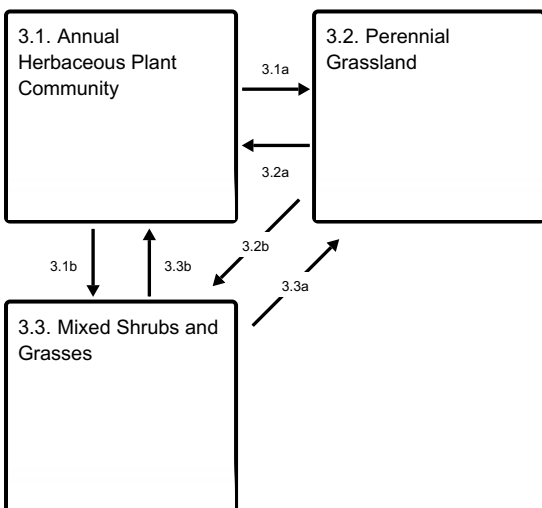 3.1. Annual
Herbaceous Plant
Community
3.2. Perennial
Grassland
3.1a
3.2a
3.2b
3.1b
3.3b
3.3a
3.3. Mixed Shrubs and
Grasses